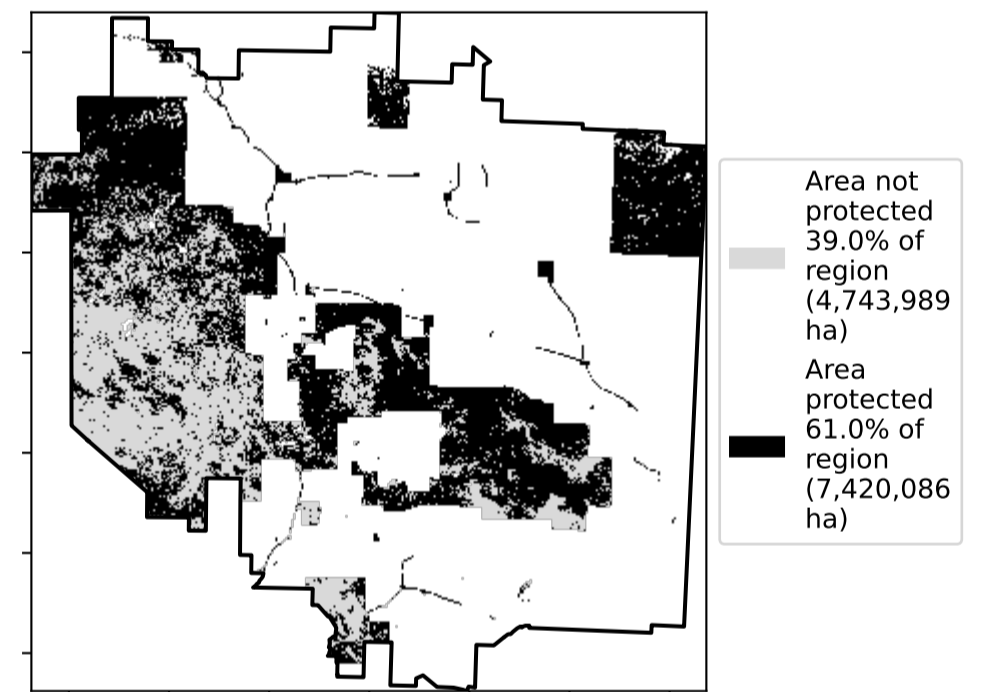 Area not
protected
39.0% of
region
(4,743,989
ha)
Area
protected
61.0% of
region
(7,420,086
ha)